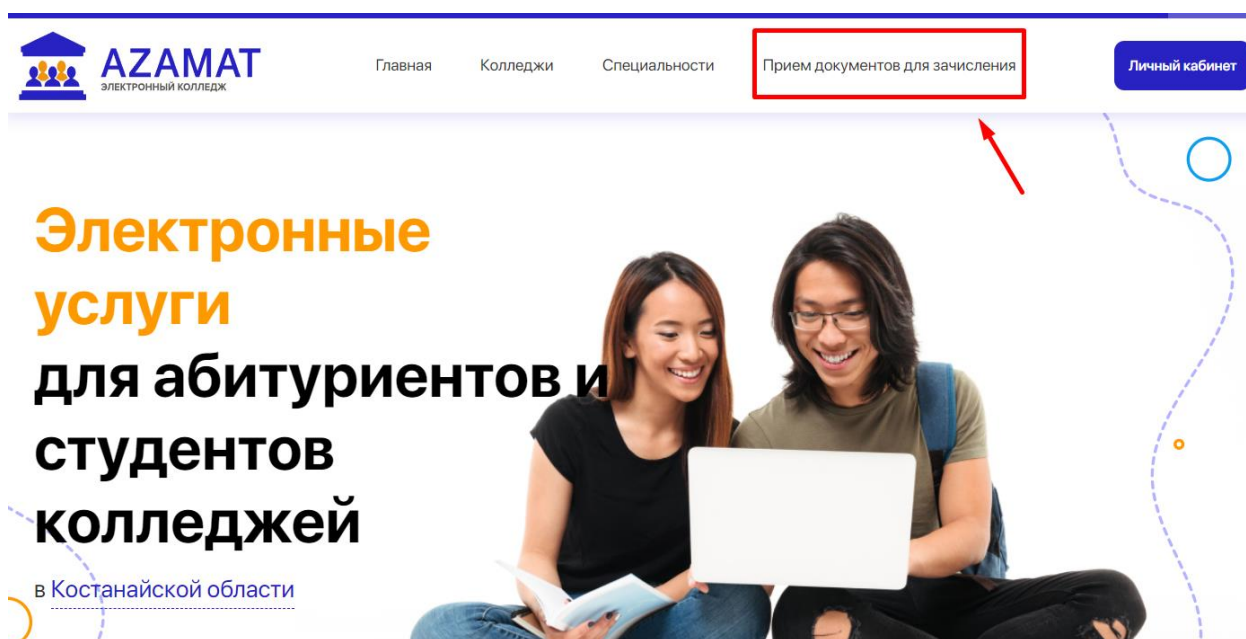 AZAMAT
ЭЛЕКТРОННЫЙ КОЛЛЕДЖ
Главная
Колледжи
Специальности
Прием документов для зачисления
Личный кабинет
Электронные
услуги
для абитуриентов и
студентов
колледжей
в Костанайской области